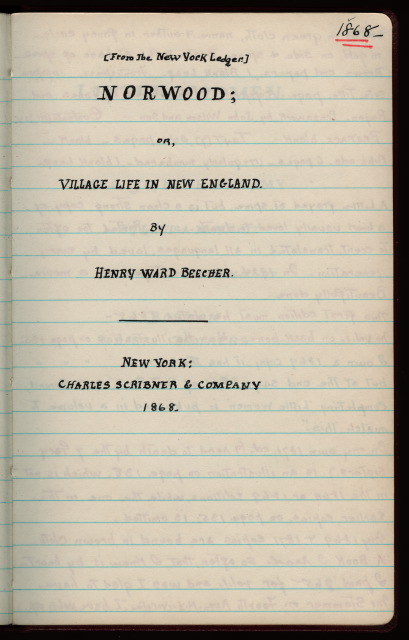 1868-
[From The New York Ledger]
NORWOOD;
OR,
VILLAGE LIFE IN NEW ENGLAND.
By
HENRY WARD BEECHER.
NEW YORK:
CHARLES SCRIBNER & COMPANY
1868-